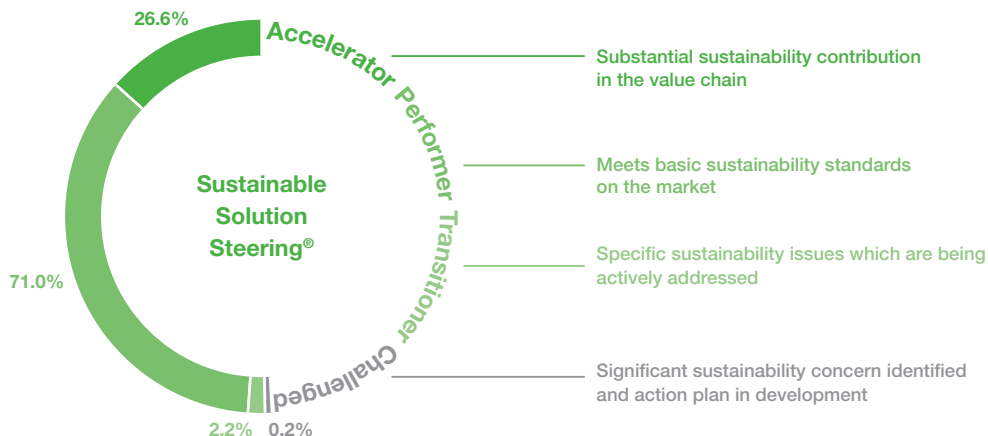 26.6%
Accelerator
Substantial sustainability contribution
in the value chain
Performer
Meets basic sustainability standards
on the market
Sustainable
Solution
Steering®
Transitioner
Specific sustainability issues which are being
actively addressed
71.0%
Challenged
Significant sustainability concern identified
and action plan in development
2.2%
0.2%